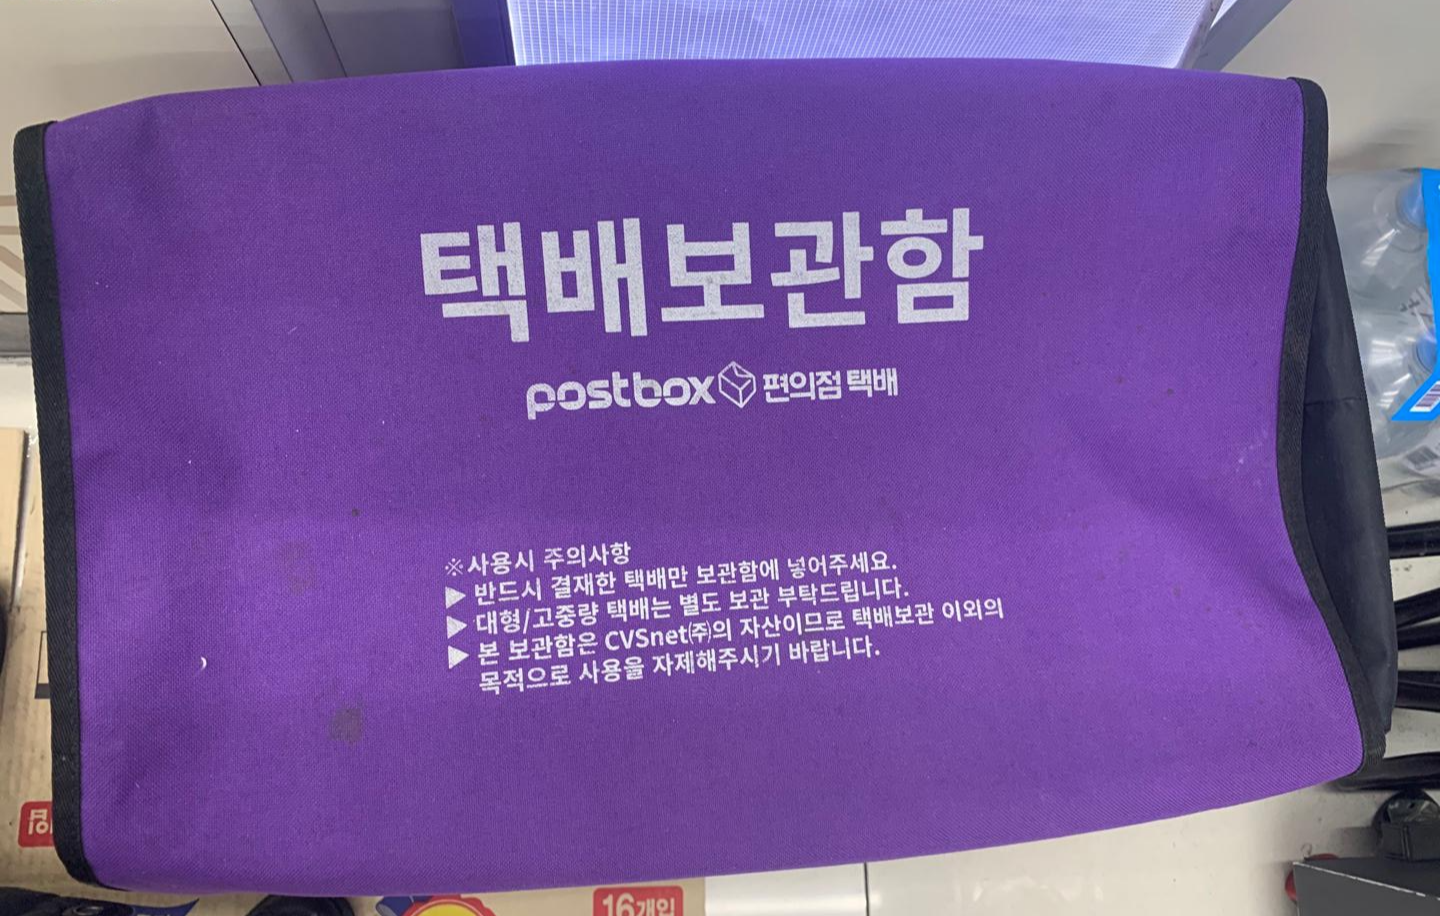 택배보관함
postbox 편의점 택배
※사용시 주의사항
▶ 반드시 결재한 택배만 보관함에 넣어주세요.
▶ 대형/고중량 택배는 별도 보관 부탁드립니다.
▶ 본 보관함은 CVSnet㈜의 자산이므로 택배보관 이외의
목적으로 사용을 자제해주시기 바랍니다.
16개입